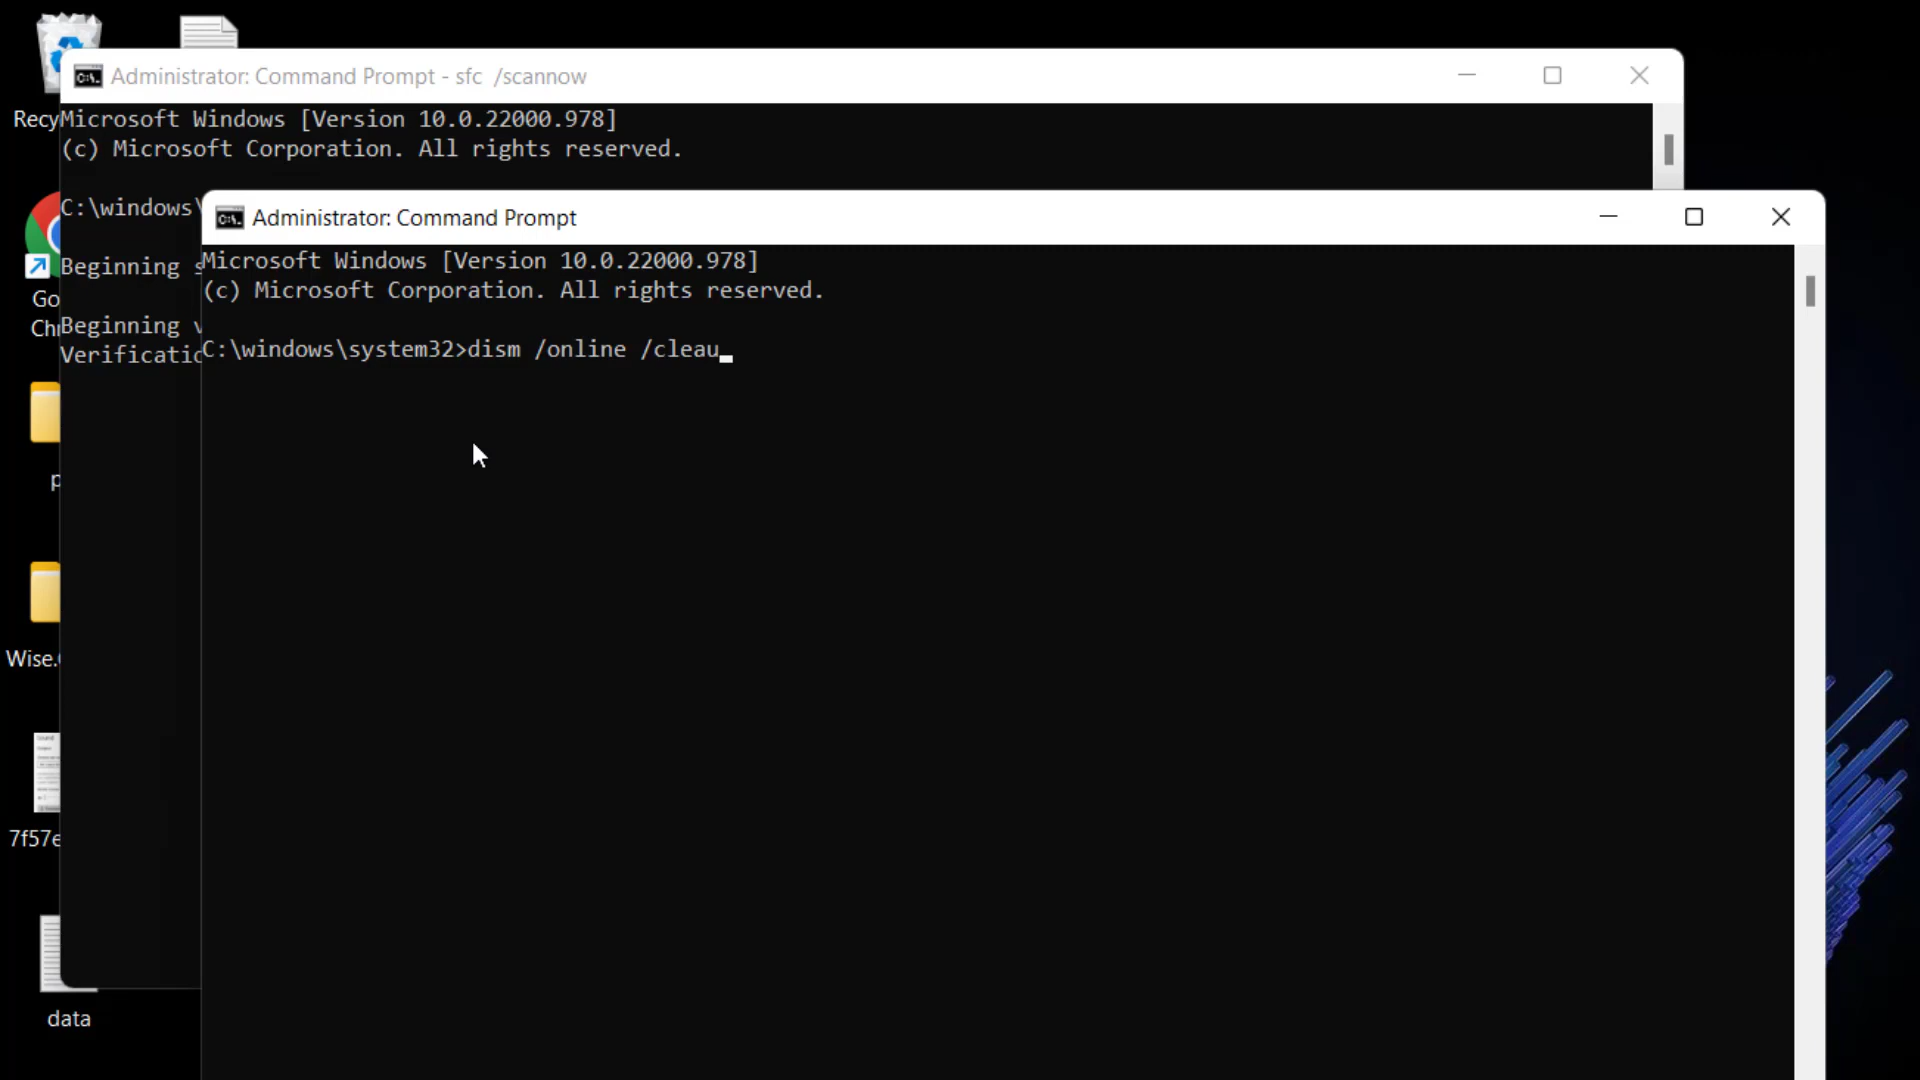 Administrator: Command Prompt - sfc /scannow
Microsoft Windows [Version 10.0.22000.978]
(c) Microsoft Corporation. All rights reserved.
C:\windows\
Beginning
Beginning
Administrator: Command Prompt
Microsoft Windows [Version 10.0.22000.978]
(c) Microsoft Corporation. All rights reserved.
C:\windows\system32>dism /online /cleau
Recy
Go
Chr
p
Wise.
7f57e
data